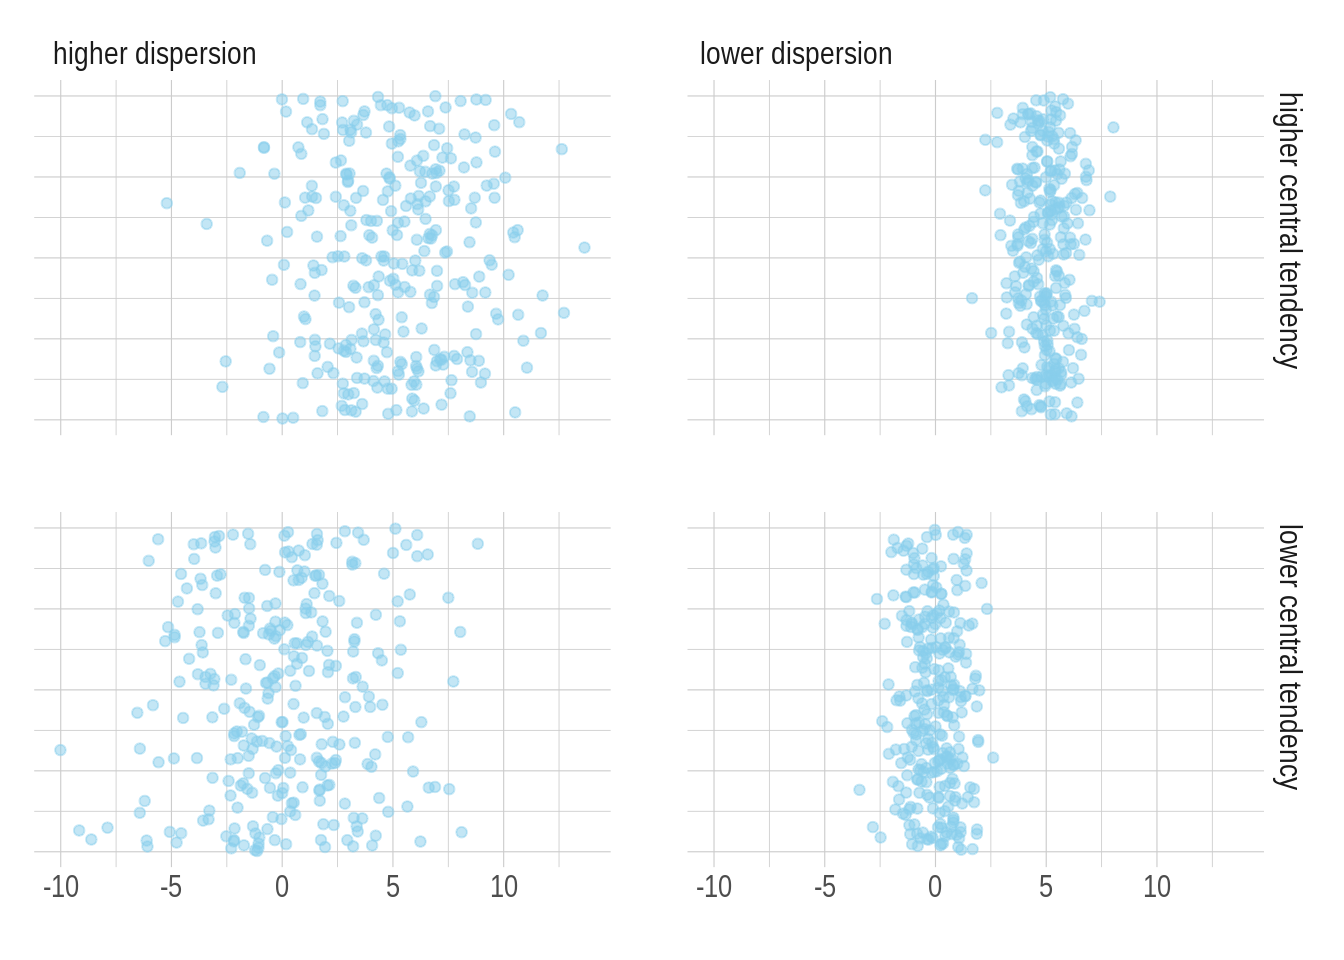 higher dispersion
lower dispersion
higher central tendency
lower central tendency
-10 -5 0 5 10
-10 -5 0 5 10